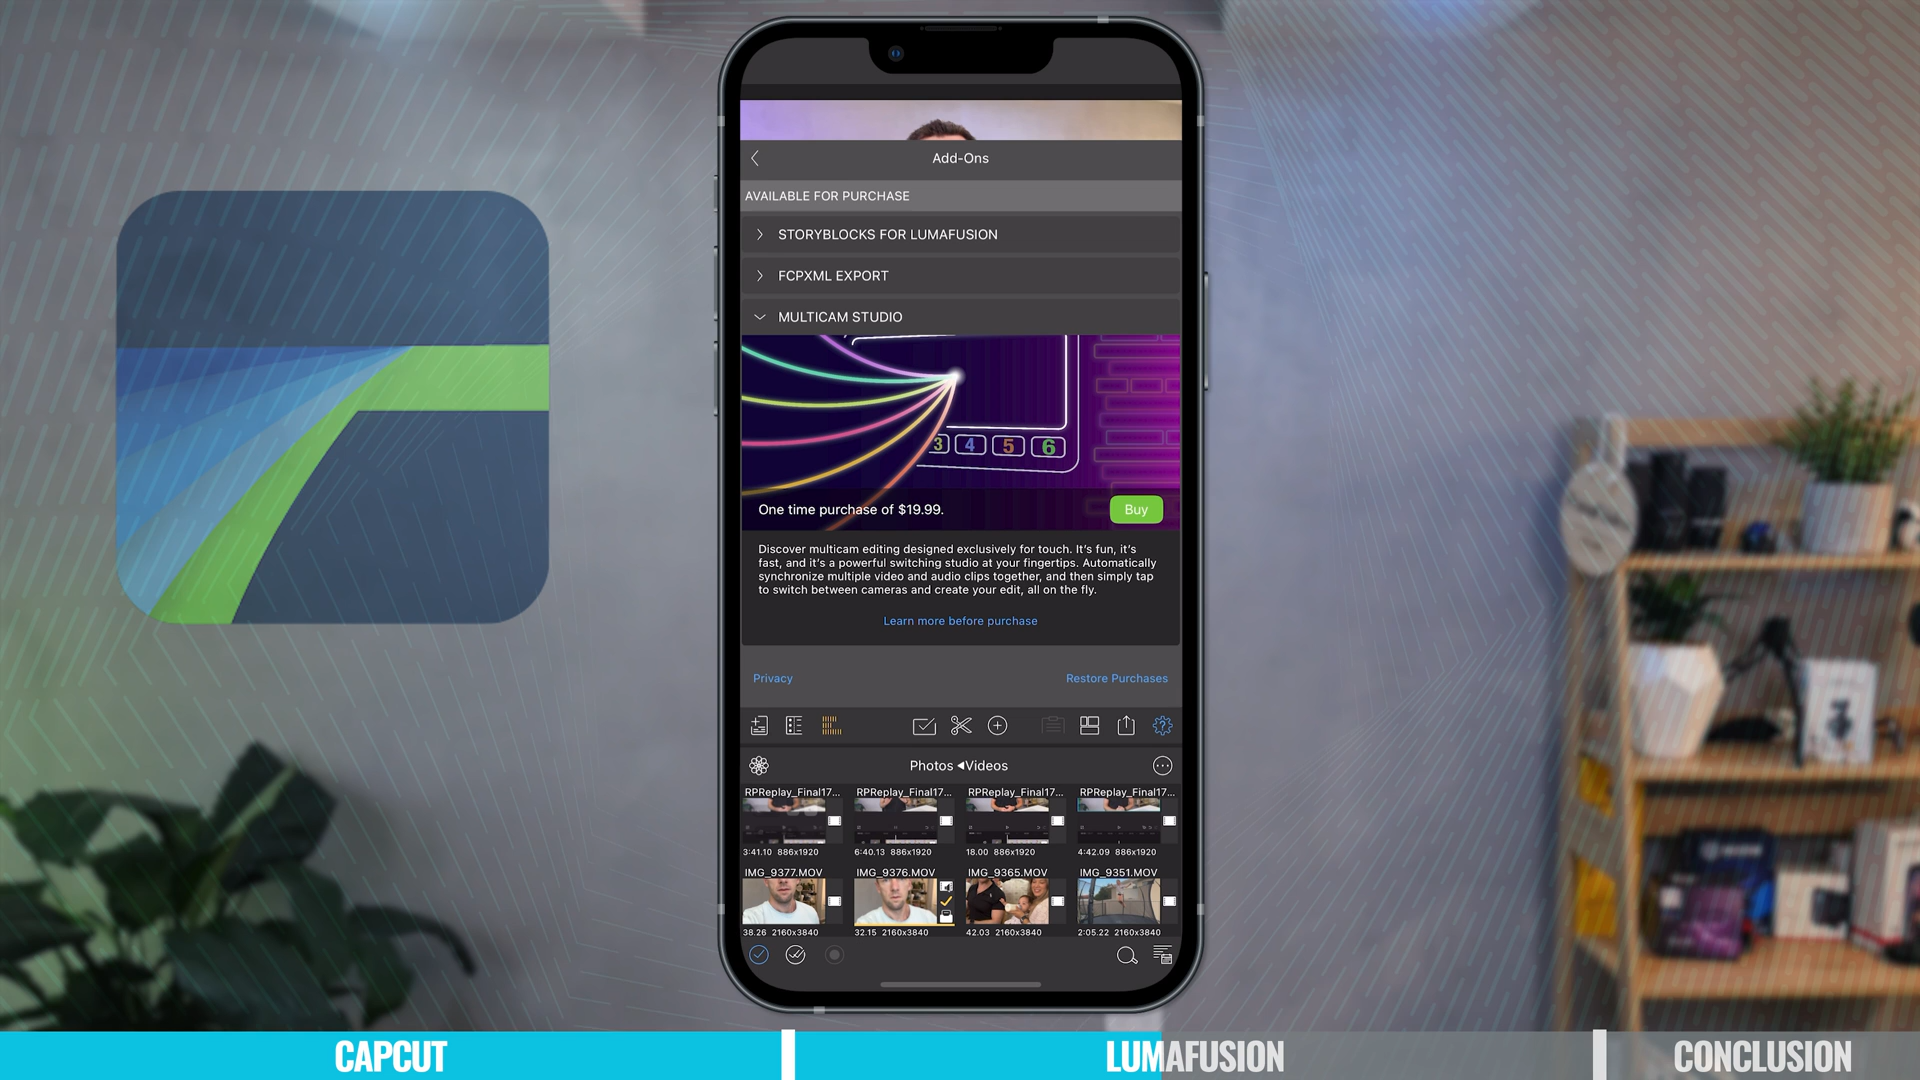 Add-Ons
AVAILABLE FOR PURCHASE
STORYBLOCKS FOR LUMAFUSION
FCPXML EXPORT
MULTICAM STUDIO
3 4 5 6
One time purchase of $19.99.
Buy
Discover multicam editing designed exclusively for touch. It's fun, it's
fast, and it's a powerful switching studio at your fingertips. Automatically
synchronize multiple video and audio clips together, and then simply tap
to switch between cameras and create your edit, all on the fly.
Learn more before purchase
Privacy
Restore Purchases
Photos ◂Videos
RPReplay_Final17... RPReplay_Final17... RPReplay_Final17... RPReplay_Final17...
3:41.10 886x1920 6:40.13 886x1920 18.00 886x1920 4:42.09 886x1920
IMG_9377.MOV IMG_9376.MOV IMG_9365.MOV IMG_9351.MOV
38.26 2160x3840 32.15 2160x3840 42.03 2160x3840 2:05.22 2160x3840
CAPCUT
LUMAFUSION
CONCLUSION